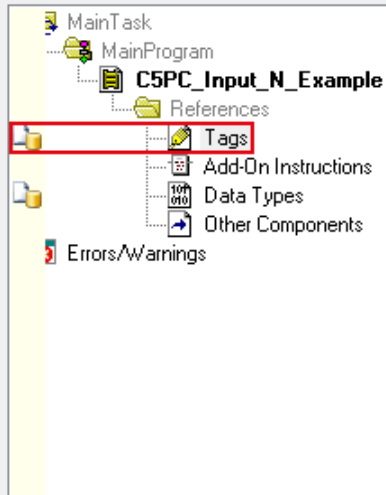 MainTask
MainProgram
C5PC_Input_N_Example
References
Tags
Add-On Instructions
Data Types
Other Components
Errors/Warnings